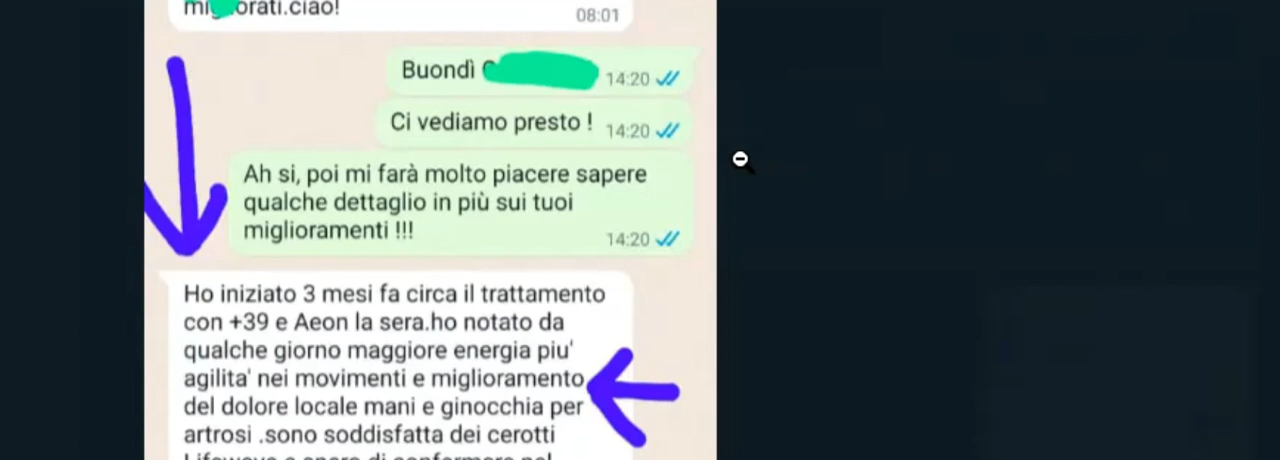 08:01
Buondì
14:20
Ci vediamo presto !
14:20
Ah si, poi mi farà molto piacere sapere
qualche dettaglio in più sui tuoi
miglioramenti !!!
14:20
Ho iniziato 3 mesi fa circa il trattamento
con +39 e Aeon la sera.ho notato da
qualche giorno maggiore energia piu'
agilita' nei movimenti e miglioramento
del dolore locale mani e ginocchia per
artrosi .sono soddisfatta dei cerotti